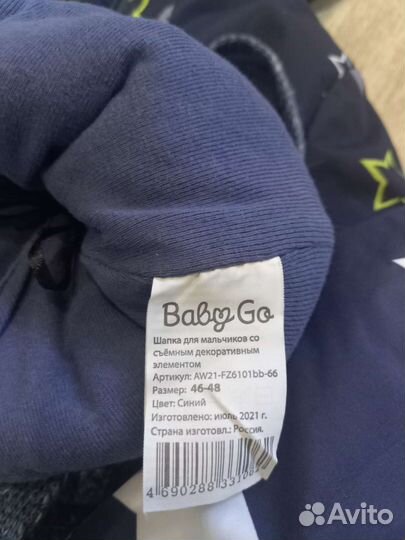 Baby Go
Шапка для мальчиков со
съёмным декоративным
элементом
Артикул: AW21-FZ6101bb-66
Размер: 46-48
Цвет: Синий
Изготовлено: июль 2021 г.
Страна изготовл.: Россия.
Avito